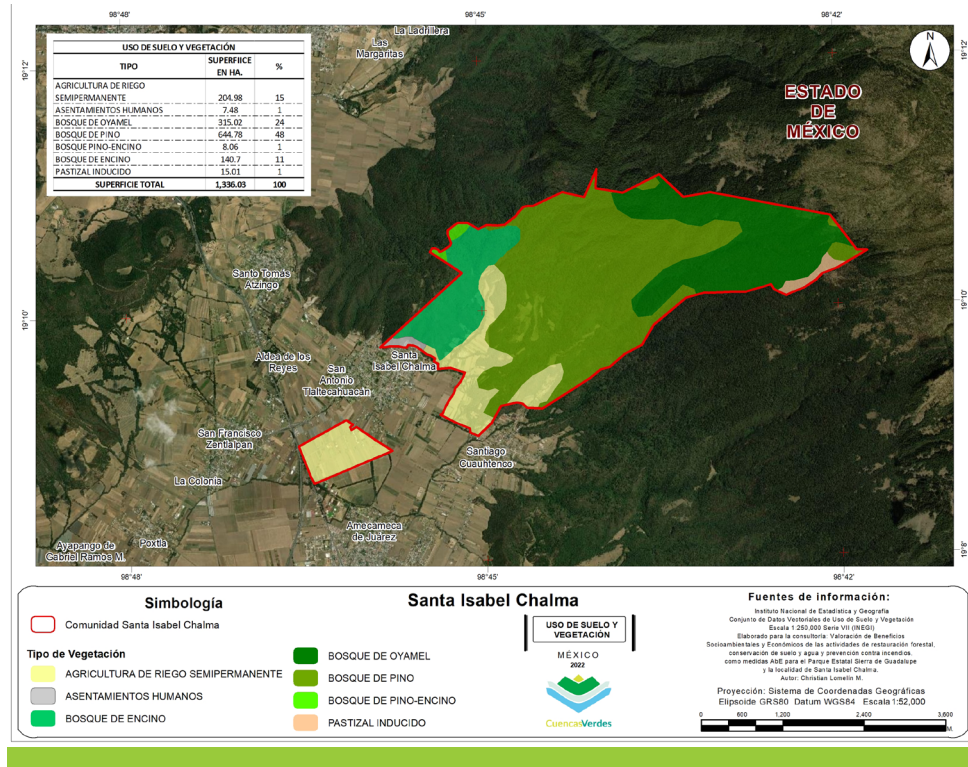 98°48'
98°45'
98°42'
La Ladrillera
Las
Margaritas
19°12'
19°12'
N
USO DE SUELO Y VEGETACIÓN
TIPO SUPERFIICE EN HA. %
AGRICULTURA DE RIEGO
SEMIPERMANENTE 204.98 15
ASENTAMIENTOS HUMANOS 7.48 1
BOSQUE DE OYAMEL 315.02 24
BOSQUE DE PINO 644.78 48
BOSQUE PINO-ENCINO 8.06 1
BOSQUE DE ENCINO 140.7 11
PASTIZAL INDUCIDO 15.01 1
SUPERFICIE TOTAL 1,336.03 100
ESTADO
DE
MÉXICO
Santo Tomás
Atzingo
19°10'
19°10'
Aldea de los
Reyes
San
Antonio
Tlaltecahuacán
Santa
Isabel Chalma
San Francisco
Zentlalpan
La Colonia
Santiago
Cuauhtenco
Amecameca
de Juárez
Poxtla
Ayapango de
Gabriel Ramos M.
19°8'
98°48'
98°45'
98°42'
Simbología
Comunidad Santa Isabel Chalma
Tipo de Vegetación
AGRICULTURA DE RIEGO SEMIPERMANENTE
ASENTAMIENTOS HUMANOS
BOSQUE DE ENCINO
Santa Isabel Chalma
BOSQUE DE OYAMEL
BOSQUE DE PINO
BOSQUE DE PINO-ENCINO
PASTIZAL INDUCIDO
USO DE SUELO Y
VEGETACIÓN
MÉXICO
2022
CuencasVerdes
Fuentes de información:
Instituto Nacional de Estadística y Geografía
Conjunto de Datos Vectoriales de Uso de Suelo y Vegetación
Escala 1:250,000 Serie VII (INEGI)
Elaborado para la consultoría: Valoración de Beneficios
Socioambientales y Económicos de las actividades de restauración forestal,
conservación de suelo y agua y prevención contra incendios,
como medidas AbE para el Parque Estatal Sierra de Guadalupe
y la localidad de Santa Isabel Chalma.
Autor: Christian Lomelín M.
Proyección: Sistema de Coordenadas Geográficas
Elipsoide GRS80 Datum WGS84 Escala 1:52,000
0 600 1,200 2,400 3,600
M.